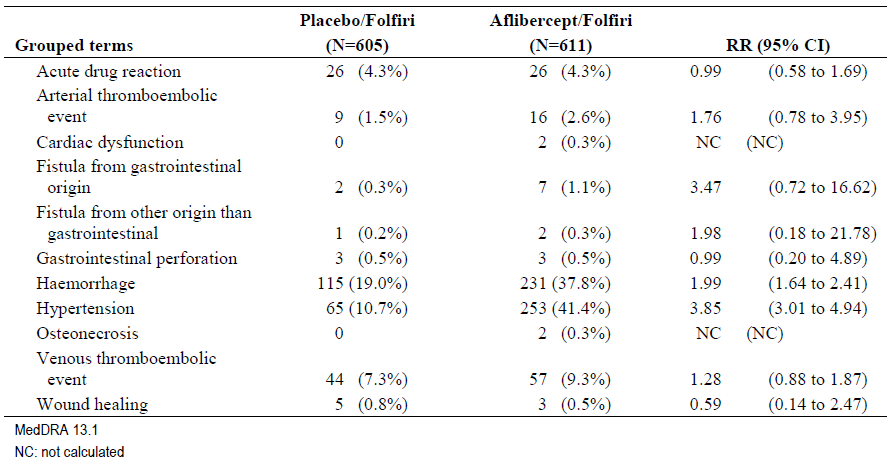 Placebo/Folfiri Aflibercept/Folfiri
Grouped terms (N=605) (N=611) RR (95% CI)
Acute drug reaction 26 (4.3%) 26 (4.3%) 0.99 (0.58 to 1.69)
Arterial thromboembolic
event 9 (1.5%) 16 (2.6%) 1.76 (0.78 to 3.95)
Cardiac dysfunction 0 2 (0.3%) NC (NC)
Fistula from gastrointestinal
origin 2 (0.3%) 7 (1.1%) 3.47 (0.72 to 16.62)
Fistula from other origin than
gastrointestinal 1 (0.2%) 2 (0.3%) 1.98 (0.18 to 21.78)
Gastrointestinal perforation 3 (0.5%) 3 (0.5%) 0.99 (0.20 to 4.89)
Haemorrhage 115 (19.0%) 231 (37.8%) 1.99 (1.64 to 2.41)
Hypertension 65 (10.7%) 253 (41.4%) 3.85 (3.01 to 4.94)
Osteonecrosis 0 2 (0.3%) NC (NC)
Venous thromboembolic
event 44 (7.3%) 57 (9.3%) 1.28 (0.88 to 1.87)
Wound healing 5 (0.8%) 3 (0.5%) 0.59 (0.14 to 2.47)
MedDRA 13.1
NC: not calculated